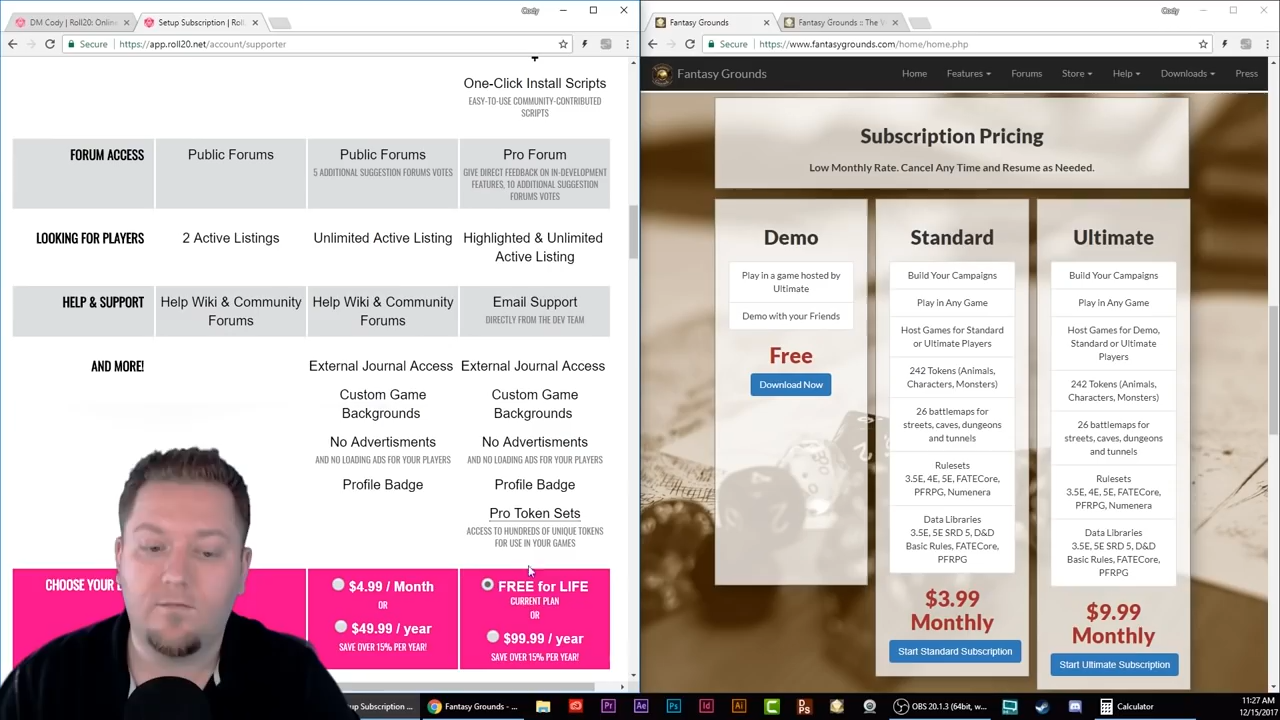 Cody
DM Cody | Roll20: Online
Setup Subscription | Roll
Secure
https://app.roll20.net/account/supporter
One-Click Install Scripts
EASY-TO-USE COMMUNITY-CONTRIBUTED
SCRIPTS
FORUM ACCESS
Public Forums
Public Forums
5 ADDITIONAL SUGGESTION FORUMS VOTES
Pro Forum
GIVE DIRECT FEEDBACK ON IN-DEVELOPMENT
FEATURES, 10 ADDITIONAL SUGGESTION
FORUMS VOTES
LOOKING FOR PLAYERS
2 Active Listings
Unlimited Active Listing
Highlighted & Unlimited
Active Listing
HELP & SUPPORT
Help Wiki & Community
Forums
Help Wiki & Community
Forums
Email Support
DIRECTLY FROM THE DEV TEAM
AND MORE!
External Journal Access
Custom Game
Backgrounds
No Advertisments
AND NO LOADING ADS FOR YOUR PLAYERS
Profile Badge
External Journal Access
Custom Game
Backgrounds
No Advertisments
AND NO LOADING ADS FOR YOUR PLAYERS
Profile Badge
Pro Token Sets
ACCESS TO HUNDREDS OF UNIQUE TOKENS
FOR USE IN YOUR GAMES
CHOOSE YOUR
$4.99 / Month
OR
$49.99 / year
SAVE OVER 15% PER YEAR!
FREE for LIFE
CURRENT PLAN
OR
$99.99 / year
SAVE OVER 15% PER YEAR!
Cody
Fantasy Grounds
Fantasy Grounds :: The V
Secure
https://www.fantasygrounds.com/home/home.php
Fantasy Grounds
Home
Features
Forums
Store
Help
Downloads
Press
Subscription Pricing
Low Monthly Rate. Cancel Any Time and Resume as Needed.
Demo
Play in a game hosted by
Ultimate
Demo with your Friends
Free
Download Now
Standard
Build Your Campaigns
Play in Any Game
Host Games for Standard
or Ultimate Players
242 Tokens (Animals,
Characters, Monsters)
26 battlemaps for
streets, caves, dungeons
and tunnels
Rulesets
3.5E, 4E, 5E, FATECore,
PFRPG, Numenera
Data Libraries
3.5E, 5E SRD 5, D&D
Basic Rules, FATECore,
PFRPG
$3.99
Monthly
Start Standard Subscription
Ultimate
Build Your Campaigns
Play in Any Game
Host Games for Demo,
Standard or Ultimate
Players
242 Tokens (Animals,
Characters, Monsters)
26 battlemaps for
streets, caves, dungeons
and tunnels
Rulesets
3.5E, 4E, 5E, FATECore,
PFRPG, Numenera
Data Libraries
3.5E, 5E SRD 5, D&D
Basic Rules, FATECore,
PFRPG
$9.99
Monthly
Start Ultimate Subscription
up Subscription ...
Fantasy Grounds - ...
Pr
Ae
Ps
Id
Ai
C
OBS 20.1.3 (64bit, w...
Calculator
11:27 AM
12/15/2017